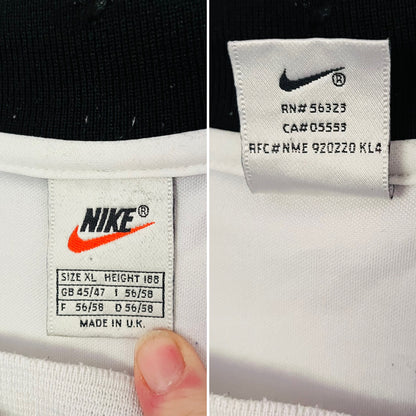 NIKE®
SIZE XL HEIGHT 188
GB 45/47 I 56/58
F 56/58 D 56/58
MADE IN U.K.
®
RN# 56323
CA# 05553
RFC# NME 920220 KL4